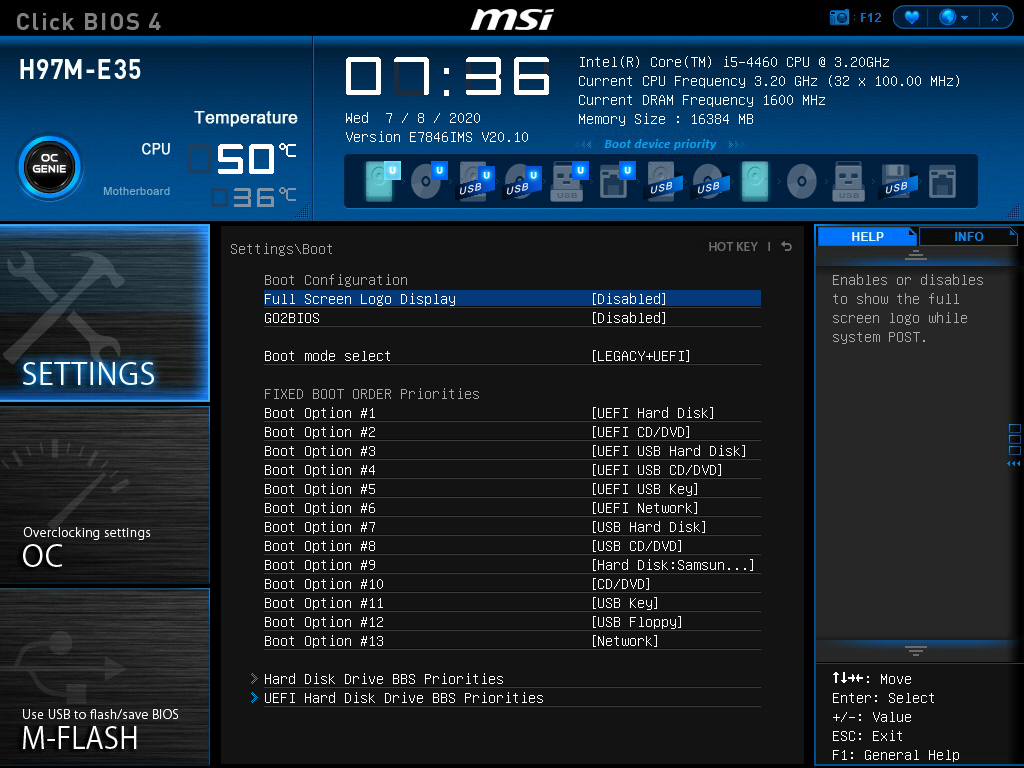 Click BIOS 4
msi
: F12
X
H97M-E35
Temperature
OC
GENIE
CPU 50°C
Motherboard 36°C
07:36
Wed 7 / 8 / 2020
Version E7846IMS V20.10
Intel(R) Core(TM) i5-4460 CPU @ 3.20GHz
Current CPU Frequency 3.20 GHz (32 x 100.00 MHz)
Current DRAM Frequency 1600 MHz
Memory Size : 16384 MB
Boot device priority
U U USB U USB U USB U U USB USB USB USB
SETTINGS
Overclocking settings
OC
Use USB to flash/save BIOS
M-FLASH
Settings\Boot
HOT KEY |
Boot Configuration
Full Screen Logo Display [Disabled]
GO2BIOS [Disabled]
Boot mode select [LEGACY+UEFI]
FIXED BOOT ORDER Priorities
Boot Option #1 [UEFI Hard Disk]
Boot Option #2 [UEFI CD/DVD]
Boot Option #3 [UEFI USB Hard Disk]
Boot Option #4 [UEFI USB CD/DVD]
Boot Option #5 [UEFI USB Key]
Boot Option #6 [UEFI Network]
Boot Option #7 [USB Hard Disk]
Boot Option #8 [USB CD/DVD]
Boot Option #9 [Hard Disk:Samsun...]
Boot Option #10 [CD/DVD]
Boot Option #11 [USB Key]
Boot Option #12 [USB Floppy]
Boot Option #13 [Network]
Hard Disk Drive BBS Priorities
UEFI Hard Disk Drive BBS Priorities
HELP
INFO
Enables or disables
to show the full
screen logo while
system POST.
↑↓→←: Move
Enter: Select
+/-: Value
ESC: Exit
F1: General Help